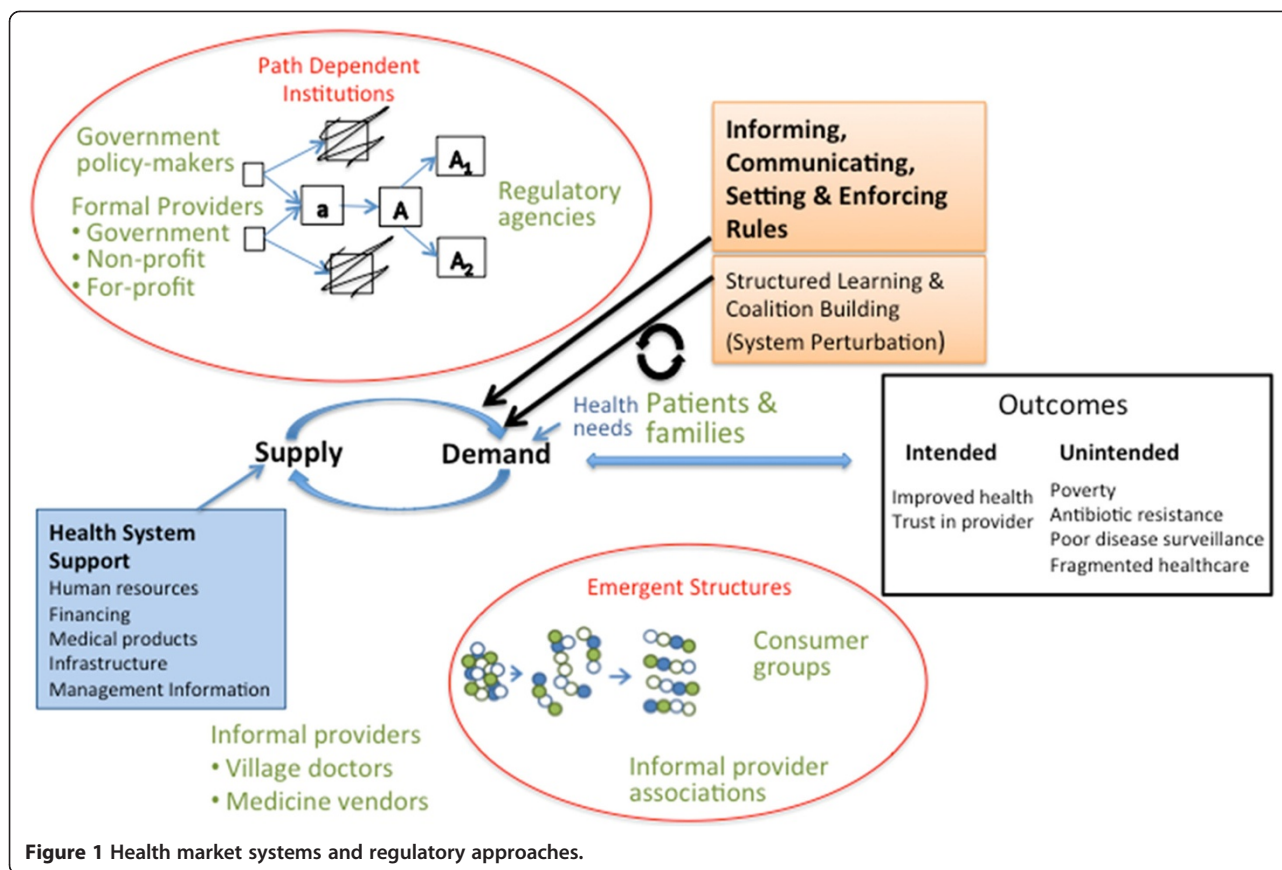 Path Dependent
Institutions
Government
policy-makers
Formal Providers
• Government
• Non-profit
• For-profit
a
A
A₁
A₂
Regulatory
agencies
Informing,
Communicating,
Setting & Enforcing
Rules
Structured Learning &
Coalition Building
(System Perturbation)
Health
needs
Patients &
families
Supply
Demand
Outcomes
Intended
Improved health
Trust in provider
Unintended
Poverty
Antibiotic resistance
Poor disease surveillance
Fragmented healthcare
Health System
Support
Human resources
Financing
Medical products
Infrastructure
Management Information
Emergent Structures
Consumer
groups
Informal provider
associations
Informal providers
• Village doctors
• Medicine vendors
Figure 1 Health market systems and regulatory approaches.